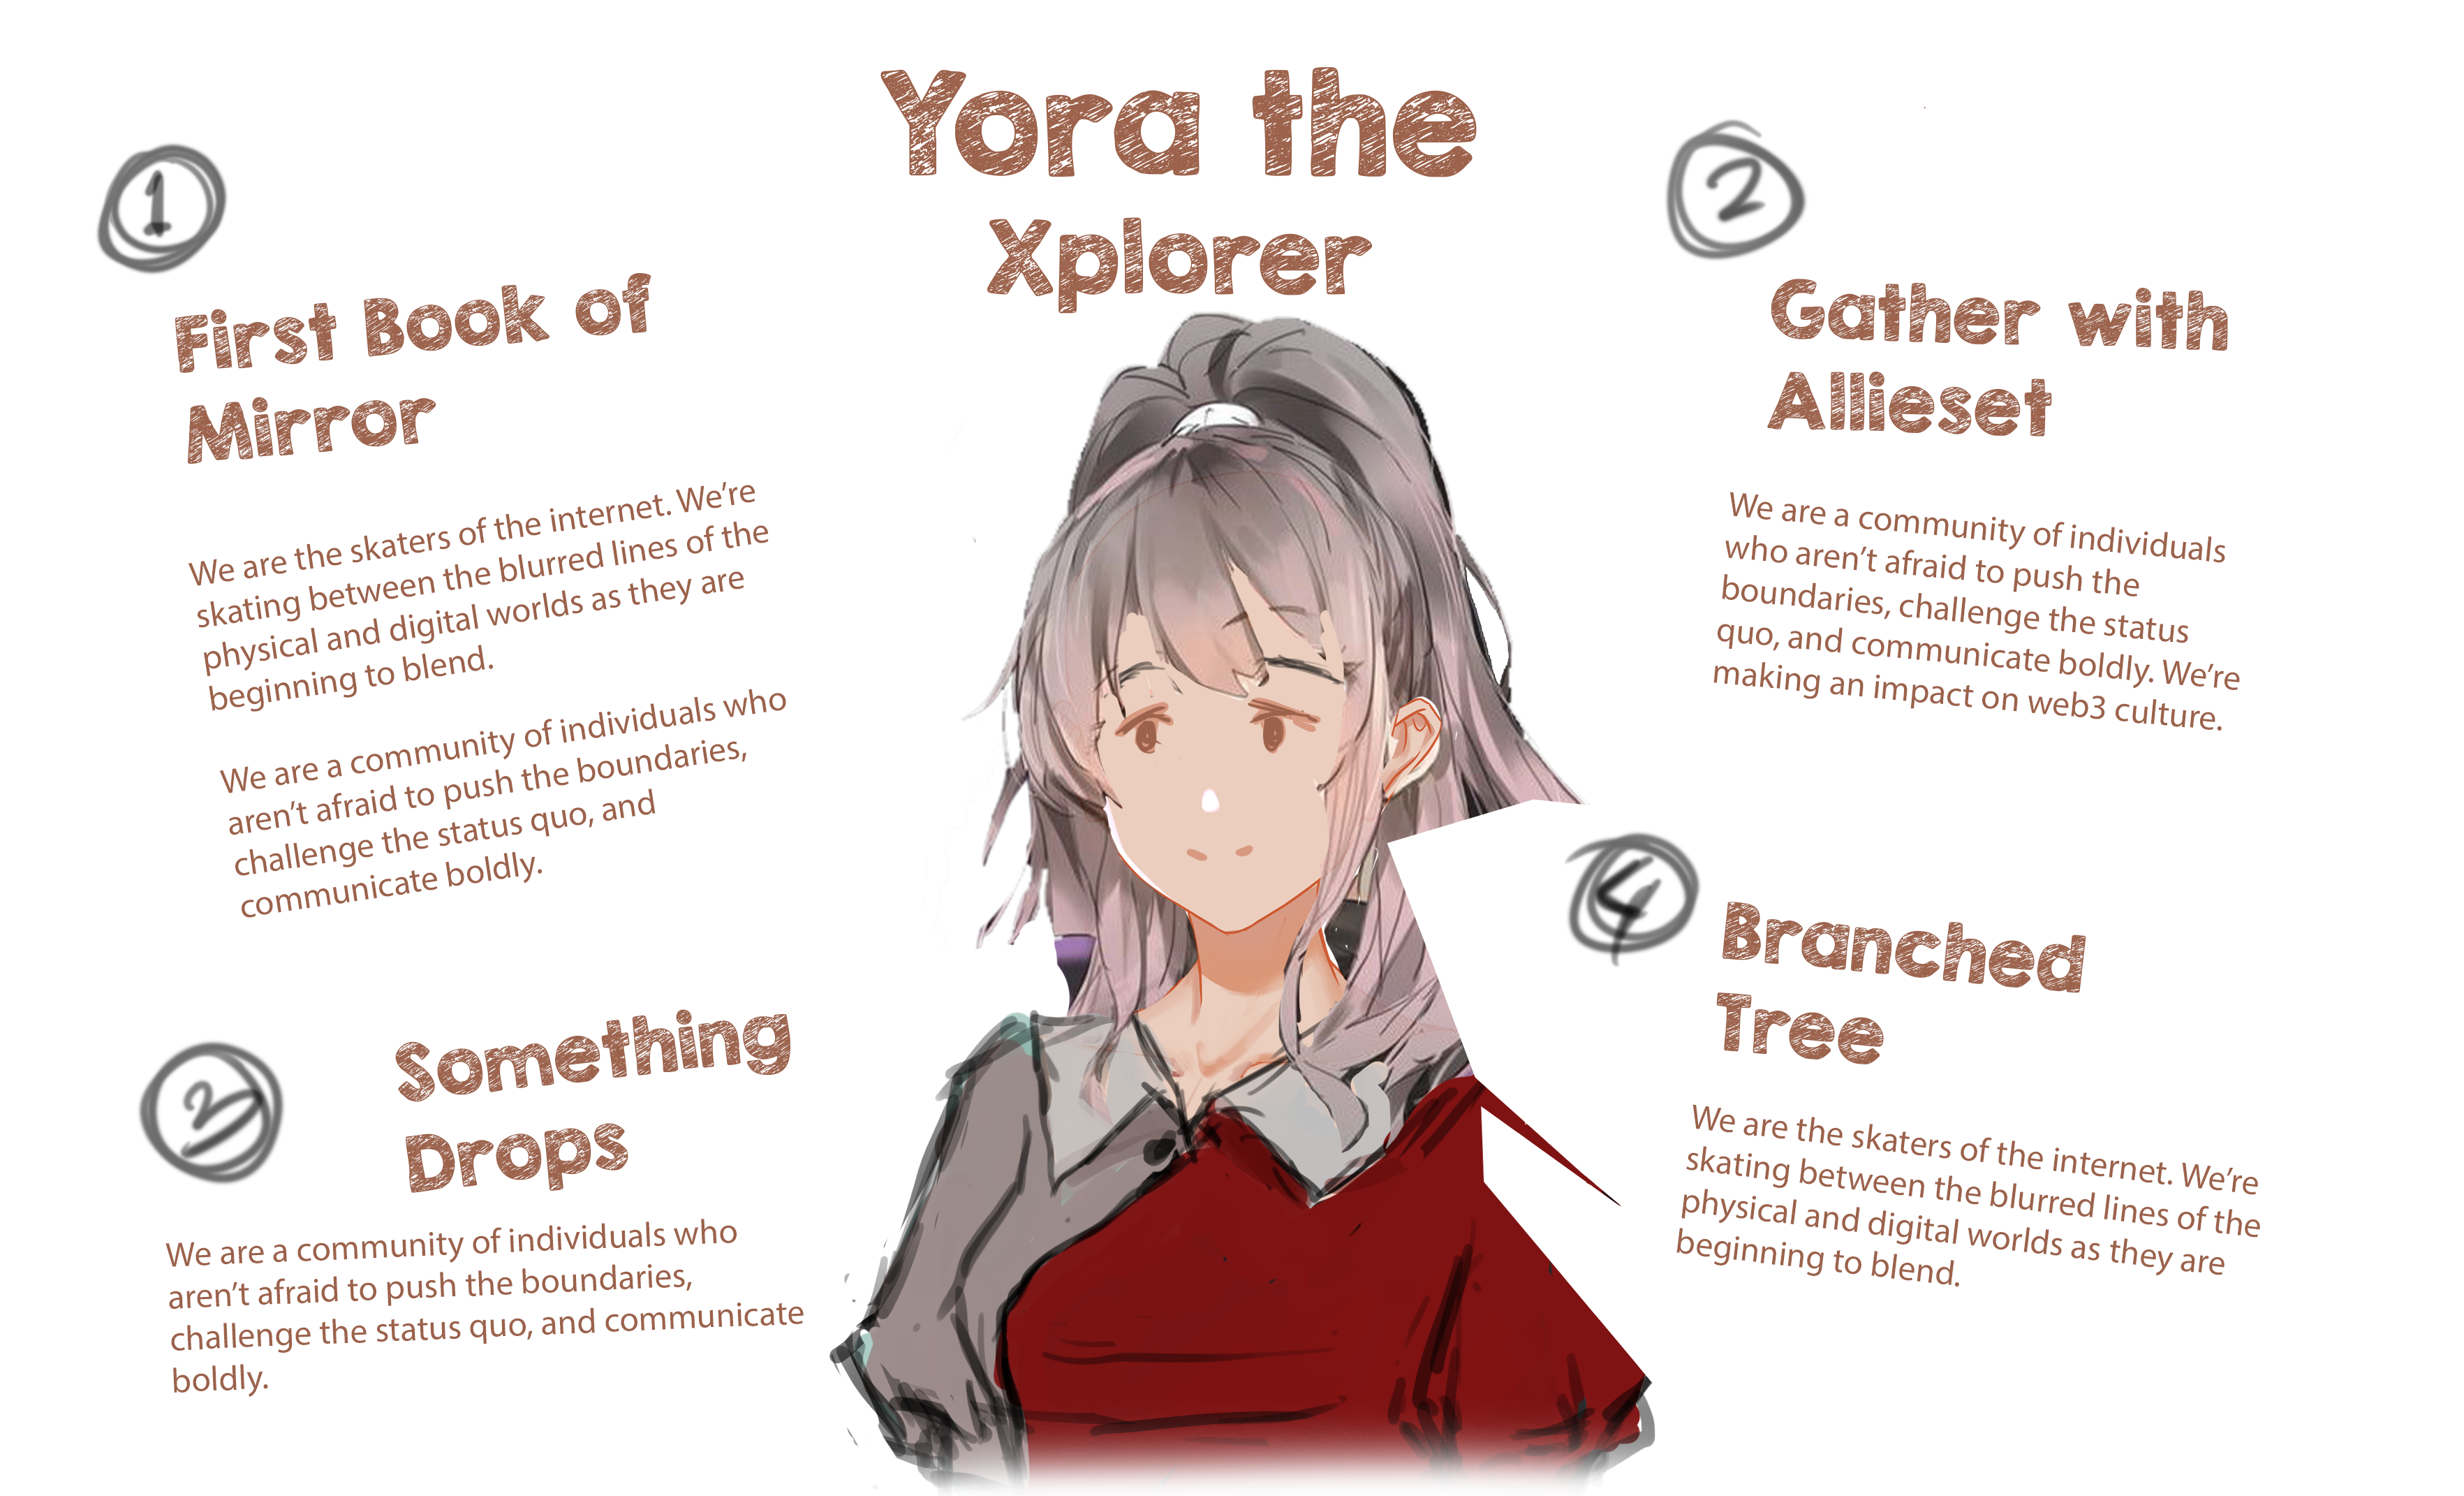 Yora the
Xplorer
1
First Book of
Mirror
We are the skaters of the internet. We're
skating between the blurred lines of the
physical and digital worlds as they are
beginning to blend.
We are a community of individuals who
aren't afraid to push the boundaries,
challenge the status quo, and
communicate boldly.
2
Gather with
Allieset
We are a community of individuals
who aren't afraid to push the
boundaries, challenge the status
quo, and communicate boldly. We're
making an impact on web3 culture.
3
Something
Drops
We are a community of individuals who
aren't afraid to push the boundaries,
challenge the status quo, and communicate
boldly.
4
Branched
Tree
We are the skaters of the internet. We're
skating between the blurred lines of the
physical and digital worlds as they are
beginning to blend.